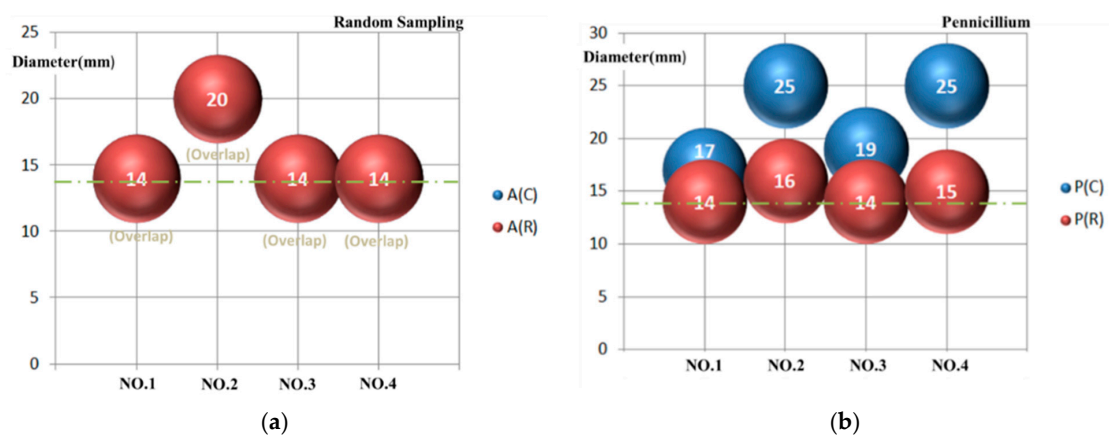 Random Sampling
25
Diameter(mm)
20
20
(Overlap)
15
14
14
14
(Overlap)
(Overlap)
(Overlap)
10
5
0
NO.1
NO.2
NO.3
NO.4
A(C)
A(R)
(a)
Pennicillium
30
Diameter(mm)
25
25
25
20
17
19
16
15
15
14
14
10
5
0
NO.1
NO.2
NO.3
NO.4
P(C)
P(R)
(b)